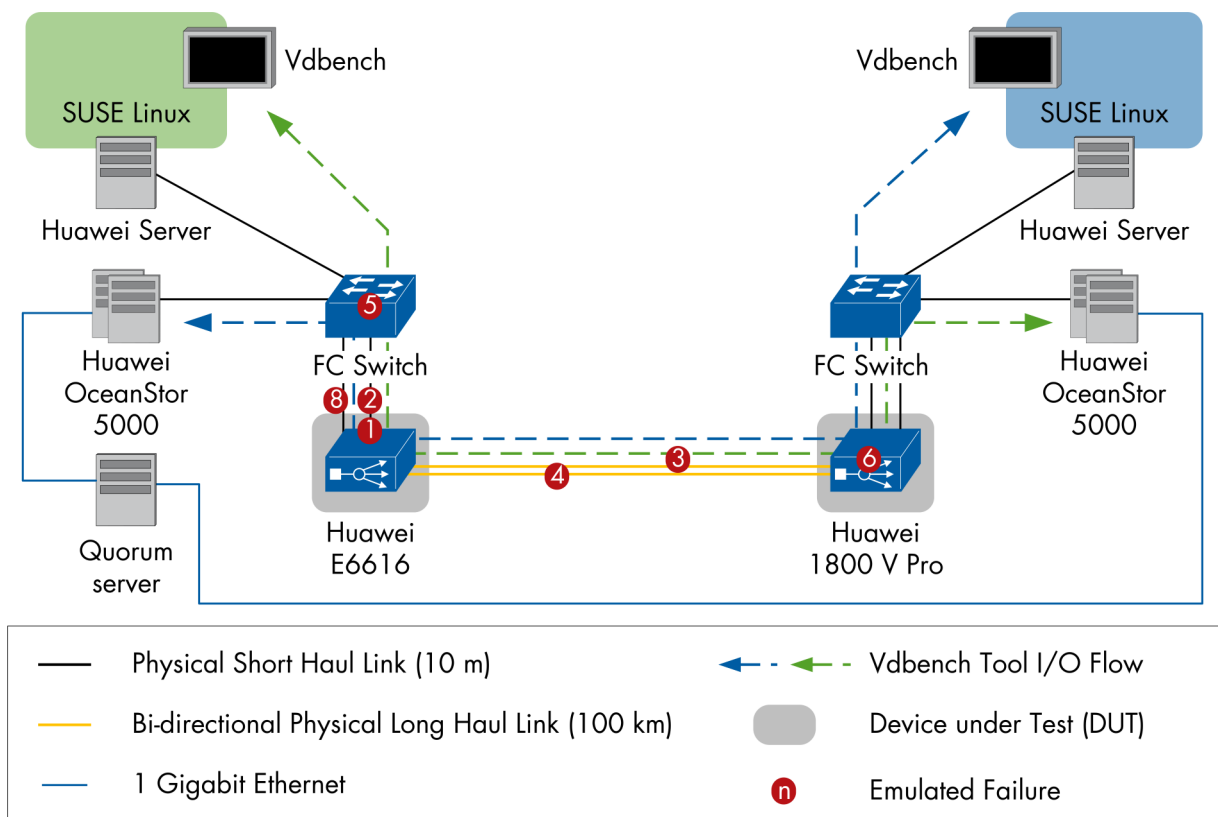 Vdbench
Vdbench
SUSE Linux
SUSE Linux
Huawei Server
Huawei Server
5
FC Switch
FC Switch
Huawei
OceanStor
5000
Huawei
OceanStor
5000
8
2
1
3
4
6
Quorum
server
Huawei
E6616
Huawei
1800 V Pro
Physical Short Haul Link (10 m)
Vdbench Tool I/O Flow
Bi-directional Physical Long Haul Link (100 km)
Device under Test (DUT)
1 Gigabit Ethernet
n
Emulated Failure